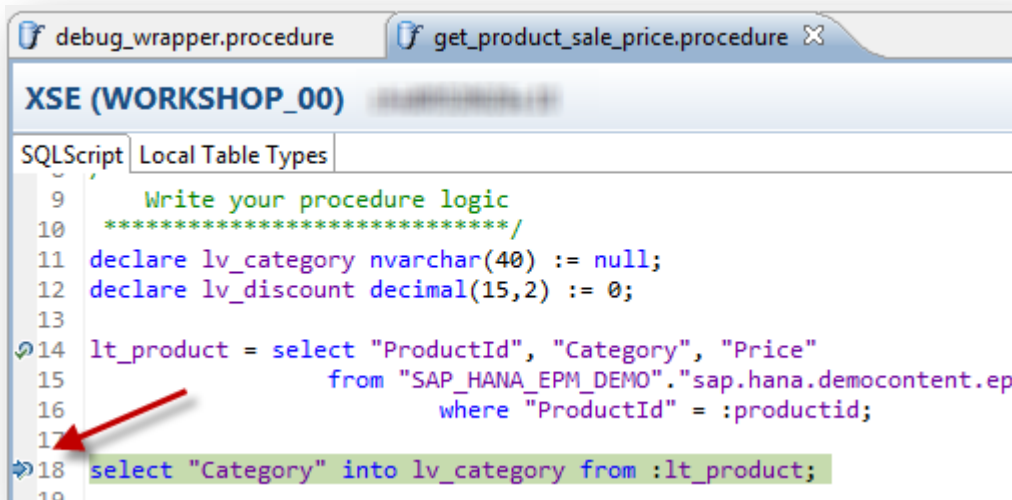 debug_wrapper.procedure get_product_sale_price.procedure
XSE (WORKSHOP_00)
SQLScript Local Table Types
9 Write your procedure logic
10 *****************************/
11 declare lv_category nvarchar(40) := null;
12 declare lv_discount decimal(15,2) := 0;
13
14 lt_product = select "ProductId", "Category", "Price"
15 from "SAP_HANA_EPM_DEMO"."sap.hana.democontent.ep
16 where "ProductId" = :productid;
17
18 select "Category" into lv_category from :lt_product;
19